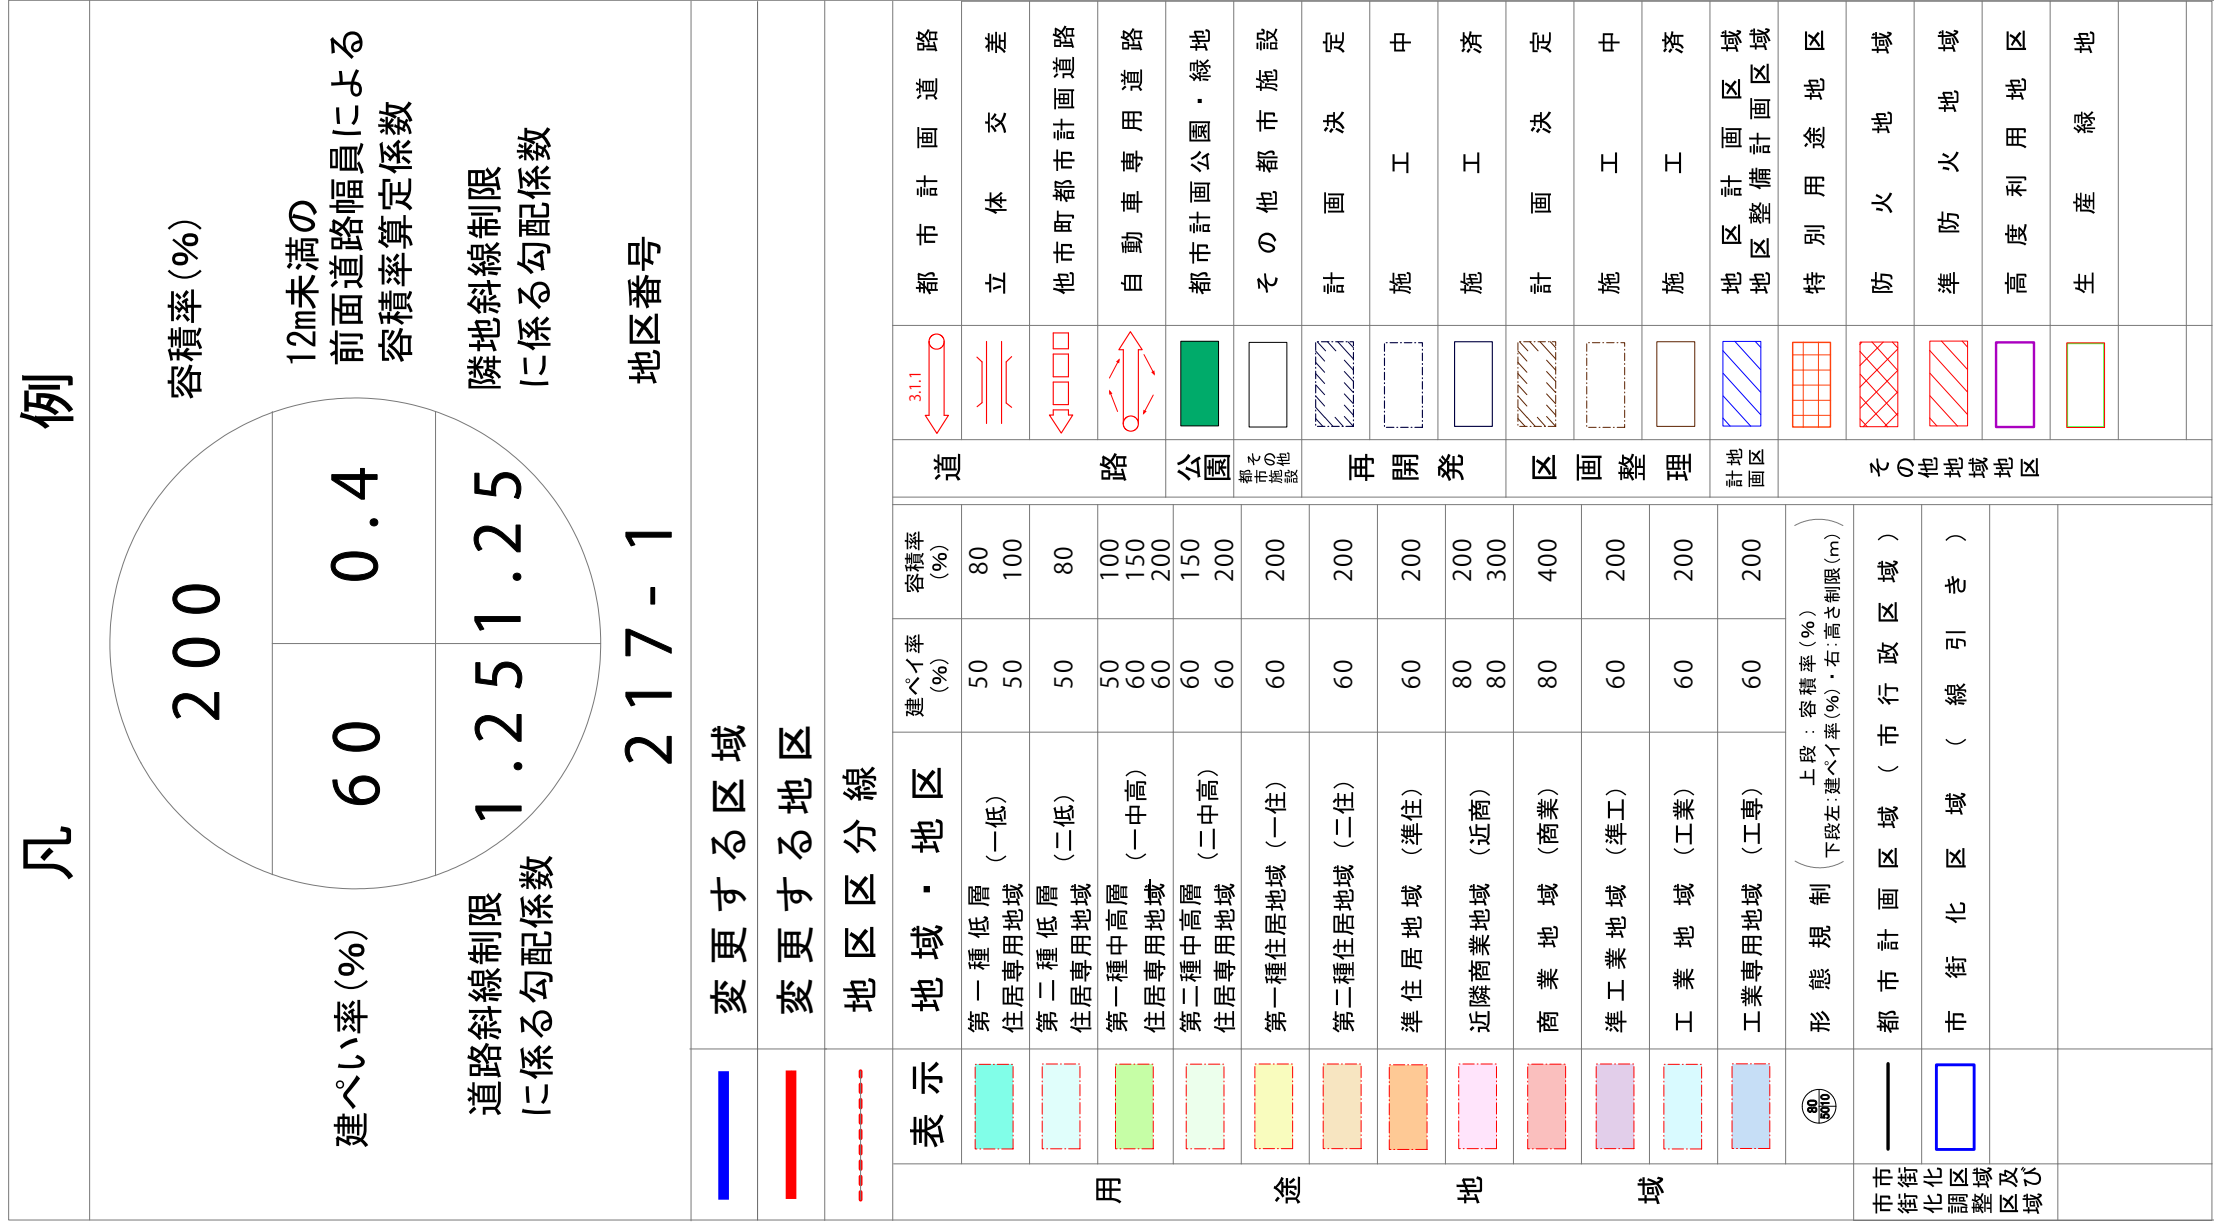 凡例
容積率(%)
200
建ぺい率(%)
60
0.4
12m未満の
前面道路幅員による
容積率算定係数
道路斜線制限
に係る勾配係数
1.25
1.25
隣地斜線制限
に係る勾配係数
217-1
地区番号
変更する区域
変更する地区
地区区分線
表示
地域・地区
建ペイ率
(%)
容積率
(%)
用途地域
第一種低層
住居専用地域
(一低)
50 80
50 100
第二種低層
住居専用地域
(二低)
50 80
第一種中高層
住居専用地域
(一中高)
50 100
60 150
60 200
第二種中高層
住居専用地域
(二中高)
60 150
60 200
第一種住居地域(一住)
60 200
第二種住居地域(二住)
60 200
準住居地域(準住)
60 200
近隣商業地域(近商)
80 200
80 300
商業地域(商業)
80 400
準工業地域(準工)
60 200
工業地域(工業)
60 200
工業専用地域(工専)
60 200
80
50 10
形態規制
(上段:容積率(%)
下段左:建ペイ率(%)・右:高さ制限(m))
市街化区域及び
市街化調整区域
都市計画区域(市行政区域)
市街化区域(線引き)
道路
3.1.1
都市計画道路
立体交差
他市町都市計画道路
自動車専用道路
公園
都市計画公園・緑地
その他
都市施設
その他都市施設
再開発
計画決定
施工中
施工済
区画整理
計画決定
施工中
施工済
地区
計画
地区計画区域
地区整備計画区域
その他地域地区
特別用途地区
防火地域
準防火地域
高度利用地区
生産緑地